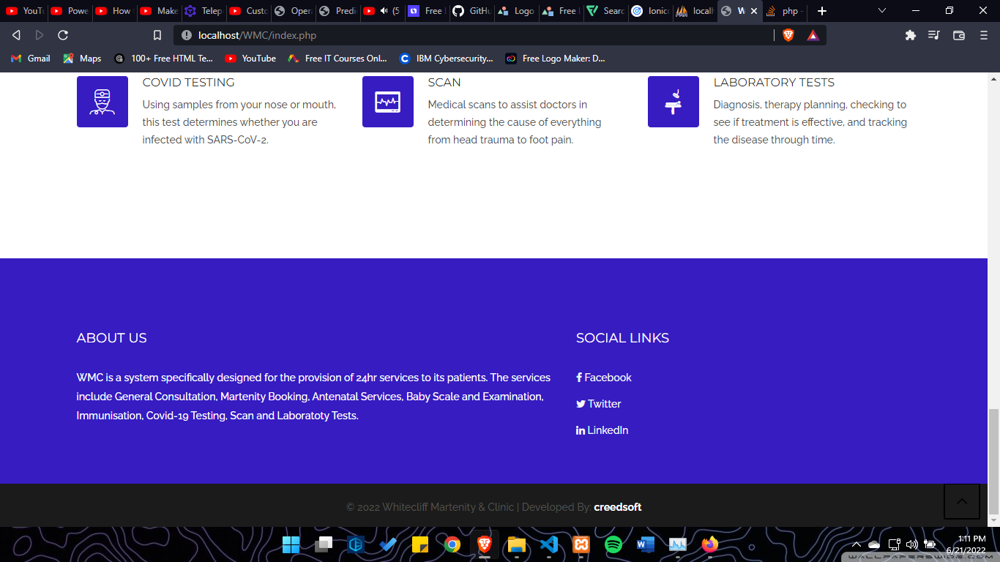 YouTu
Powe
How
Make
Telep
Custo
Opera
Predi
(5
Free I
GitHu
Logo
Free L
Searc
Ionico
localh
W
php -
localhost/WMC/index.php
Gmail
Maps
100+ Free HTML Te...
YouTube
Free IT Courses Onl...
IBM Cybersecurity...
Free Logo Maker: D...
COVID TESTING
Using samples from your nose or mouth,
this test determines whether you are
infected with SARS-CoV-2.
SCAN
Medical scans to assist doctors in
determining the cause of everything
from head trauma to foot pain.
LABORATORY TESTS
Diagnosis, therapy planning, checking to
see if treatment is effective, and tracking
the disease through time.
ABOUT US
WMC is a system specifically designed for the provision of 24hr services to its patients. The services
include General Consultation, Martenity Booking, Antenatal Services, Baby Scale and Examination,
Immunisation, Covid-19 Testing, Scan and Laboratoty Tests.
SOCIAL LINKS
Facebook
Twitter
LinkedIn
© 2022 Whitecliff Martenity & Clinic | Developed By: creedsoft
1:11 PM
6/21/2022
WALLPAPERSWIDE.COM